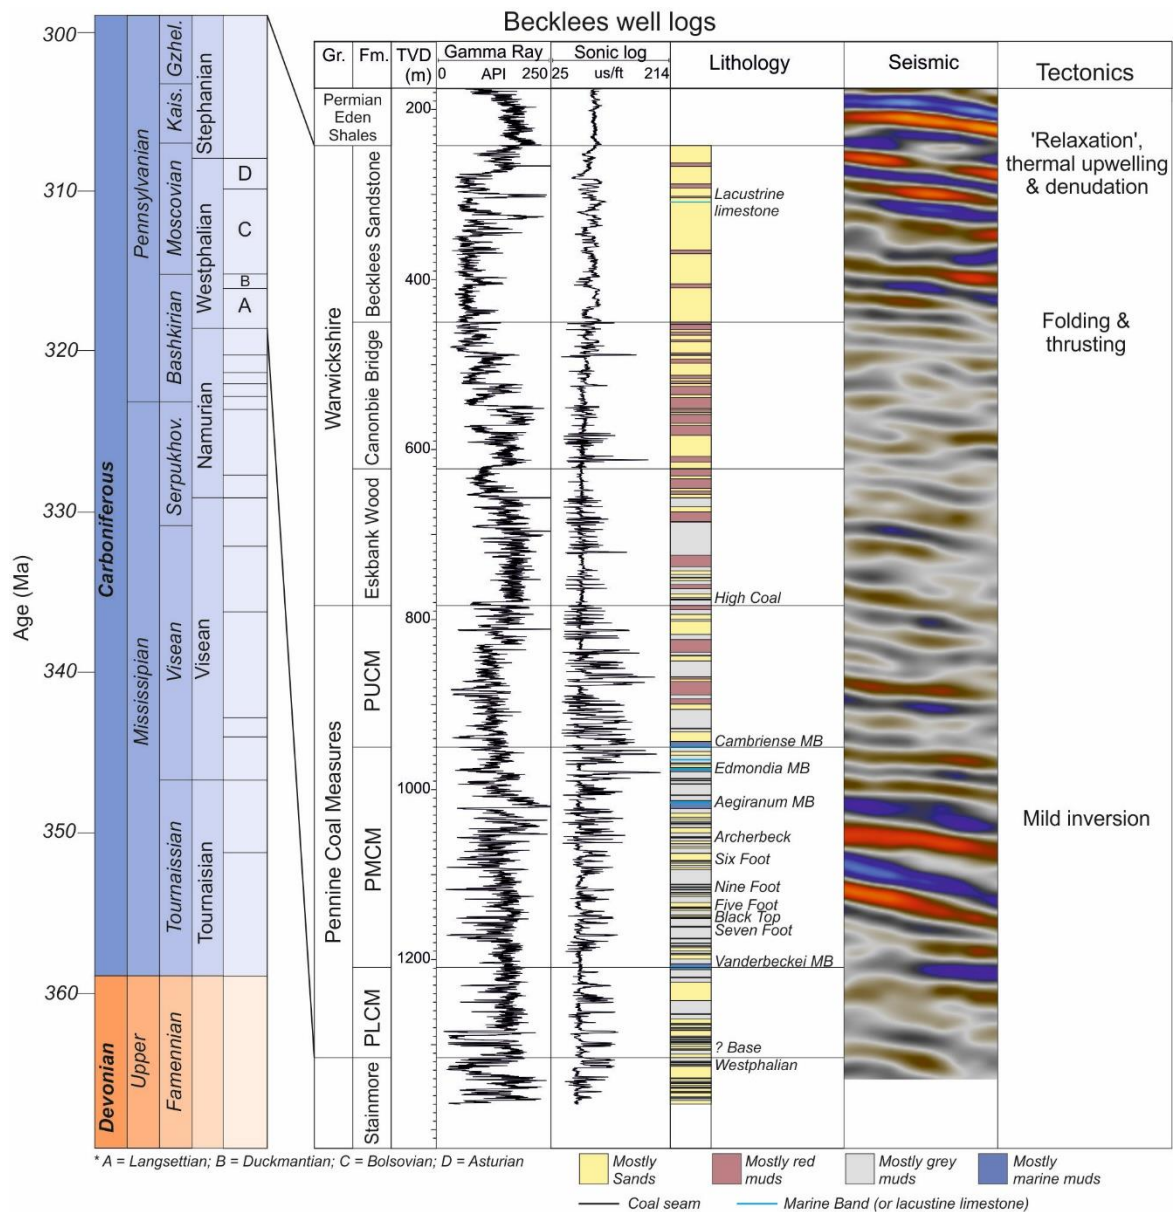 Becklees well logs
300
310
320
330
340
350
360
Age (Ma)
Carboniferous
Devonian
Pennsylvanian
Mississipian
Upper
Gzhel.
Kais.
Moscovian
Bashkirian
Serpukhov.
Visean
Tournaissian
Famennian
Stephanian
Westphalian
Namurian
Visean
Tournaisian
D
C
B
A
Gr.
Fm.
TVD
(m)
Gamma Ray
0 API 250
Sonic log
25 us/ft 214
Lithology
Seismic
Tectonics
Permian
Eden
Shales
Warwickshire
Pennine Coal Measures
Becklees Sandstone
Canonbie Bridge
Eskbank Wood
PUCM
PMCM
PLCM
Stainmore
200
400
600
800
1000
1200
Lacustrine
limestone
High Coal
Cambriense MB
Edmondia MB
Aegiranum MB
Archerbeck
Six Foot
Nine Foot
Five Foot
Black Top
Seven Foot
Vanderbeckei MB
? Base
Westphalian
'Relaxation',
thermal upwelling
& denudation
Folding &
thrusting
Mild inversion
* A = Langsettian; B = Duckmantian; C = Bolsovian; D = Asturian
Mostly
Sands
Mostly red
muds
Mostly grey
muds
Mostly
marine muds
Coal seam
Marine Band (or lacustine limestone)